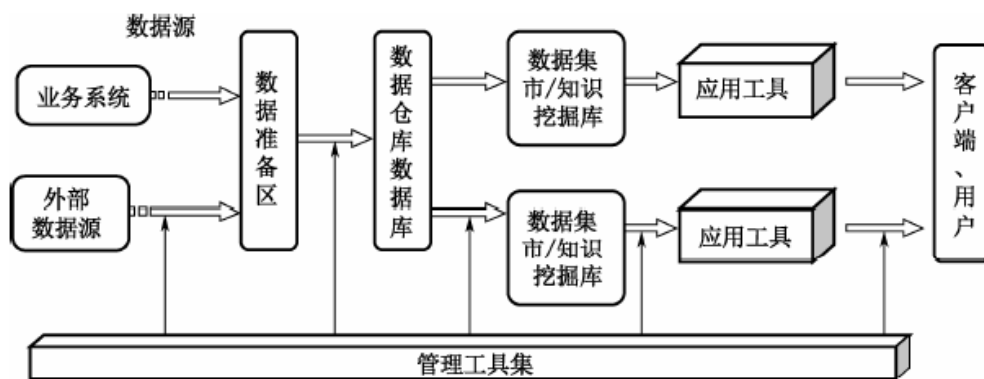 数据源
业务系统
外部
数据源
数据准备区
数据仓库数据库
数据集
市/知识
挖掘库
应用工具
数据集
市/知识
挖掘库
应用工具
客户端、用户
管理工具集